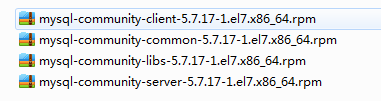 mysql-community-client-5.7.17-1.el7.x86_64.rpm
mysql-community-common-5.7.17-1.el7.x86_64.rpm
mysql-community-libs-5.7.17-1.el7.x86_64.rpm
mysql-community-server-5.7.17-1.el7.x86_64.rpm